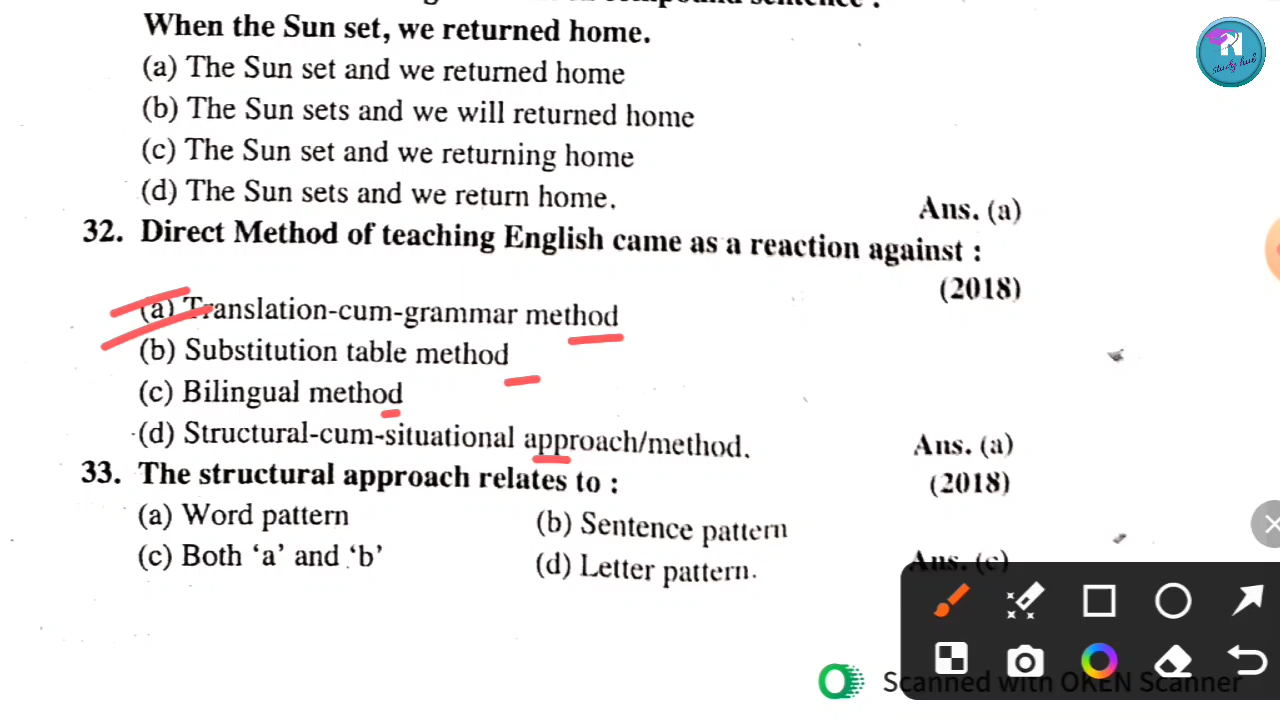 When the Sun set, we returned home.
(a) The Sun set and we returned home
(b) The Sun sets and we will returned home
(c) The Sun set and we returning home
(d) The Sun sets and we return home.
Ans. (a)
32. Direct Method of teaching English came as a reaction against :
(2018)
(a) Translation-cum-grammar method
(b) Substitution table method
(c) Bilingual method
(d) Structural-cum-situational approach/method.
Ans. (a)
33. The structural approach relates to :
(2018)
(a) Word pattern (b) Sentence pattern
(c) Both ‘a’ and ‘b’ (d) Letter pattern.
Ans. (c)
Scanned with OKEN Scanner
N
study hub